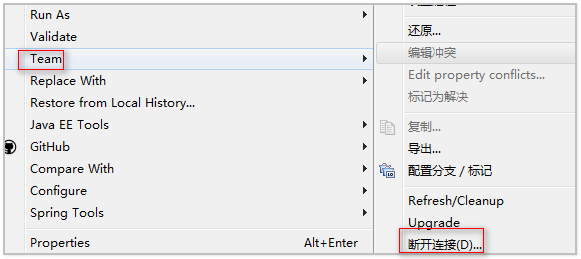 Run As
Validate
Team
Replace With
Restore from Local History...
Java EE Tools
GitHub
Compare With
Configure
Spring Tools
Properties Alt+Enter
还原...
编辑冲突
Edit property conflicts...
标记为解决
复制...
导出...
配置分支 / 标记
Refresh/Cleanup
Upgrade
断开连接(D)...